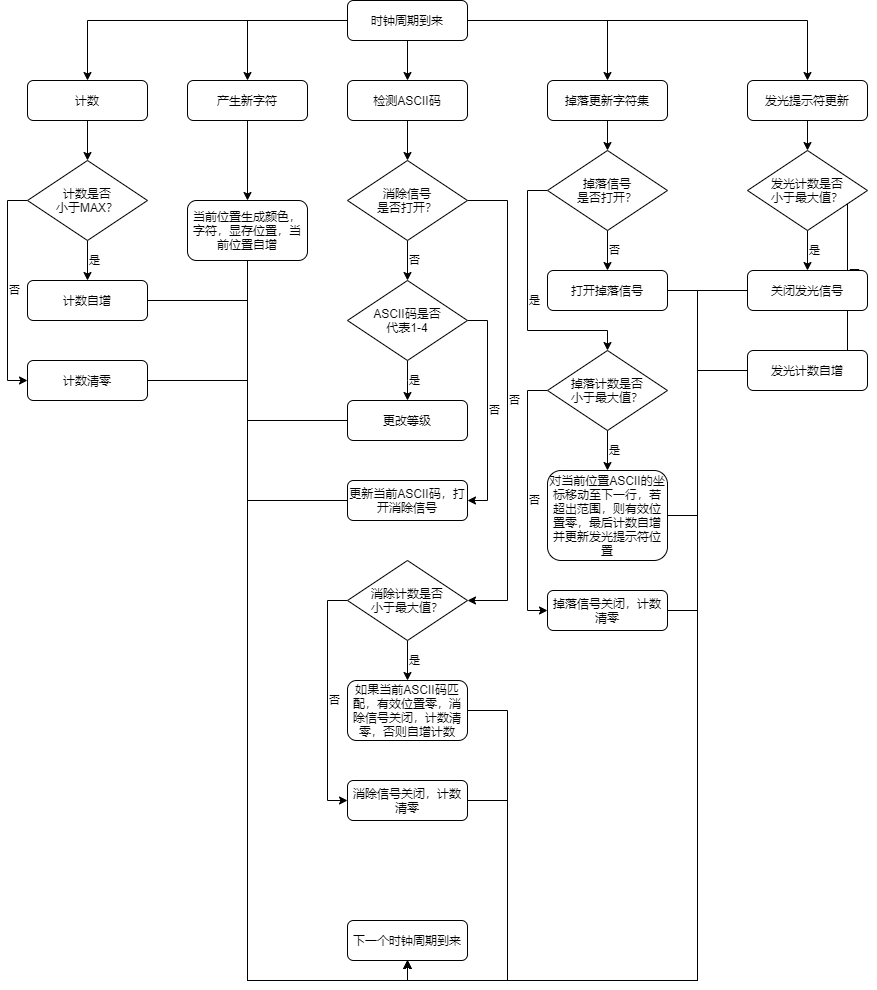 时钟周期到来
计数
产生新字符
检测ASCII码
掉落更新字符集
发光提示符更新
计数是否
小于MAX？
是
否
计数自增
计数清零
当前位置生成颜色，
字符，显存位置，当
前位置自增
消除信号
是否打开？
否
否
ASCII码是否
代表1-4
是
否
更改等级
更新当前ASCII码，打
开消除信号
消除计数是否
小于最大值？
是
否
如果当前ASCII码匹
配，有效位置零，消
除信号关闭，计数清
零，否则自增计数
消除信号关闭，计数
清零
掉落信号
是否打开？
否
是
打开掉落信号
掉落计数是否
小于最大值？
是
否
对当前位置ASCII的坐
标移动至下一行，若
超出范围，则有效位
置零，最后计数自增
并更新发光提示符位
置
掉落信号关闭，计数
清零
发光计数是否
小于最大值？
是
关闭发光信号
发光计数自增
下一个时钟周期到来